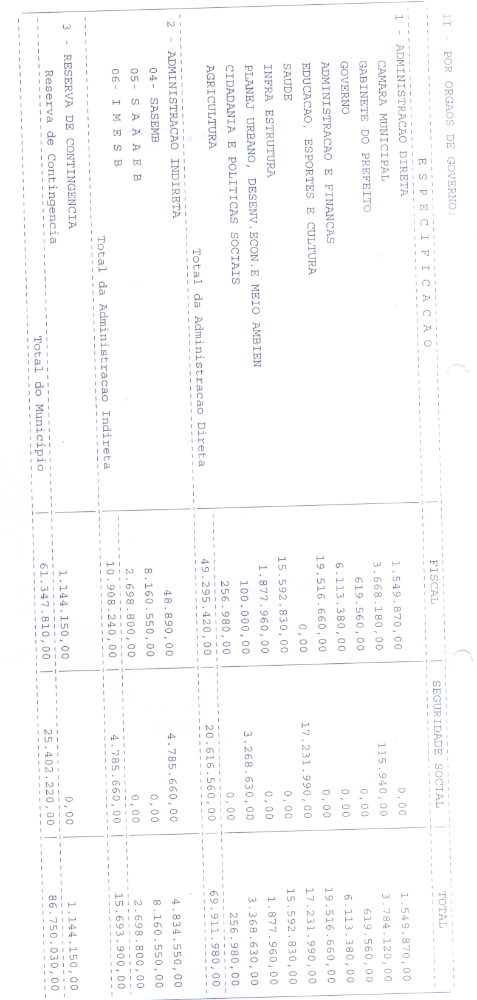 II - POR ORGAOS DE GOVERNO:
E S P E C I F I C A C A O | FISCAL | SEGURIDADE SOCIAL | TOTAL
1 - ADMINISTRACAO DIRETA
CAMARA MUNICIPAL 1.549.870,00 0,00 1.549.870,00
GABINETE DO PREFEITO 3.668.180,00 115.940,00 3.784.120,00
GOVERNO 619.560,00 0,00 619.560,00
ADMINISTRACAO E FINANCAS 6.113.380,00 0,00 6.113.380,00
EDUCACAO, ESPORTES E CULTURA 19.516.660,00 0,00 19.516.660,00
SAUDE 0,00 17.231.990,00 17.231.990,00
INFRA ESTRUTURA 15.592.830,00 0,00 15.592.830,00
PLANEJ URBANO, DESENV.ECON.E MEIO AMBIEN 1.877.960,00 0,00 1.877.960,00
CIDADANIA E POLITICAS SOCIAIS 100.000,00 3.268.630,00 3.368.630,00
AGRICULTURA 256.980,00 0,00 256.980,00
Total da Administracao Direta 49.295.420,00 | 20.616.560,00 | 69.911.980,00
2 - ADMINISTRACAO INDIRETA
04- SASEMB 48.890,00 4.785.660,00 4.834.550,00
05- S A A A E B 8.160.550,00 0,00 8.160.550,00
06- I M E S B 2.698.800,00 0,00 2.698.800,00
Total da Administracao Indireta 10.908.240,00 | 4.785.660,00 | 15.693.900,00
3 - RESERVA DE CONTINGENCIA
Reserva de Contingencia 1.144.150,00 0,00 1.144.150,00
Total do Municipio | 61.347.810,00 | 25.402.220,00 | 86.750.030,00